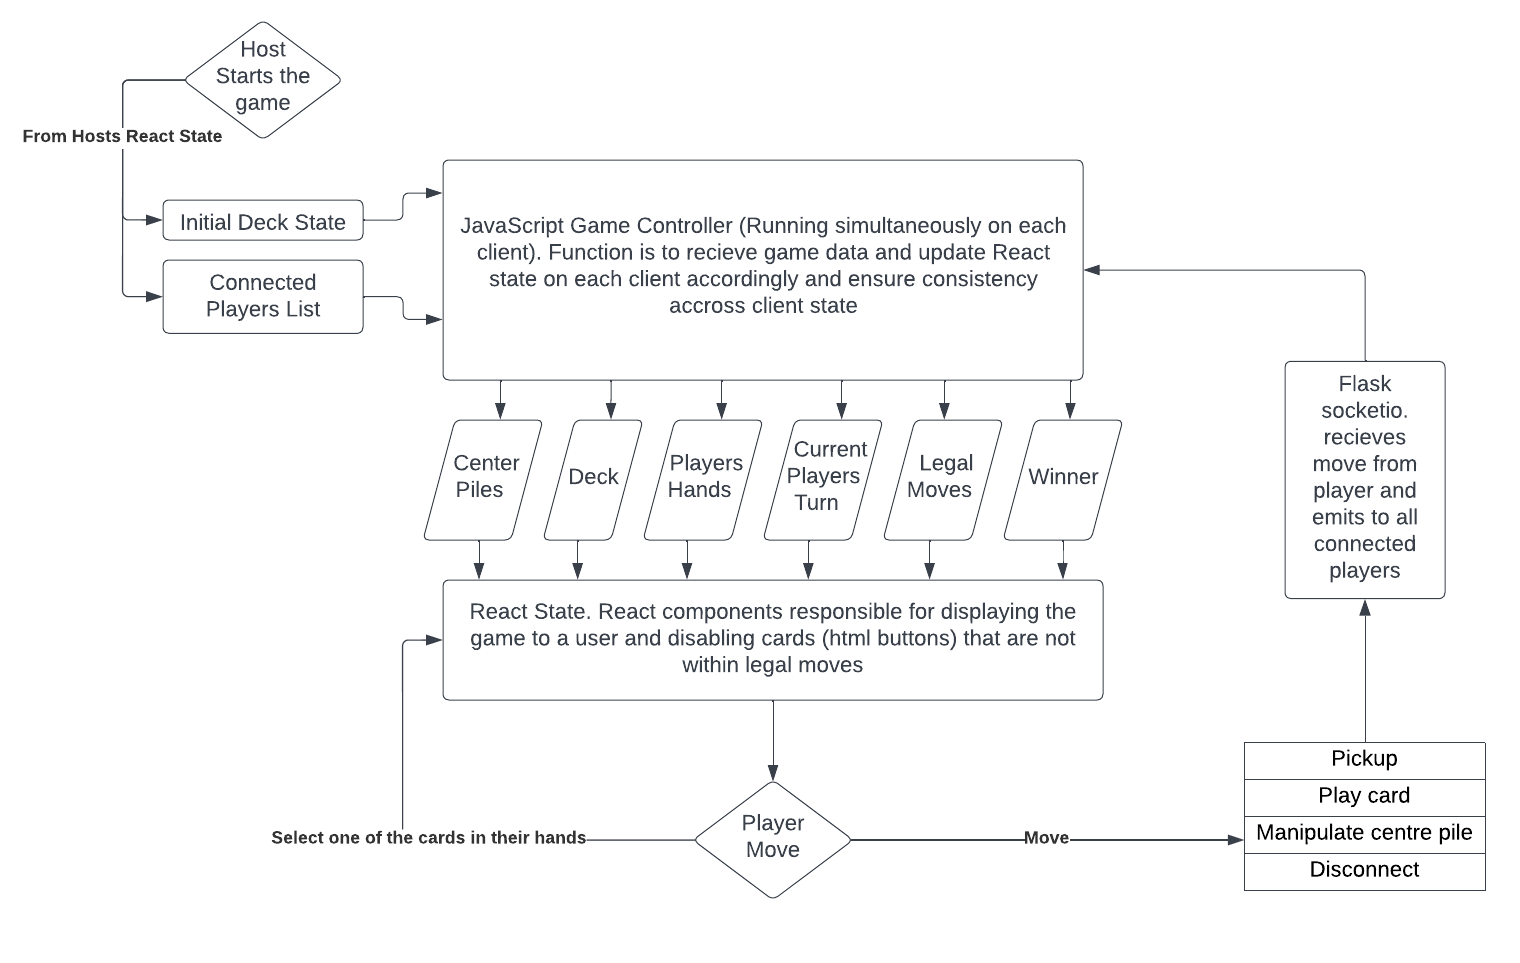 Host
Starts the
game
From Hosts React State
Initial Deck State
Connected
Players List
JavaScript Game Controller (Running simultaneously on each
client). Function is to recieve game data and update React
state on each client accordingly and ensure consistency
accross client state
Center
Piles
Deck
Players
Hands
Current
Players
Turn
Legal
Moves
Winner
Flask
socketio.
recieves
move from
player and
emits to all
connected
players
React State. React components responsible for displaying the
game to a user and disabling cards (html buttons) that are not
within legal moves
Player
Move
Select one of the cards in their hands
Move
Pickup
Play card
Manipulate centre pile
Disconnect